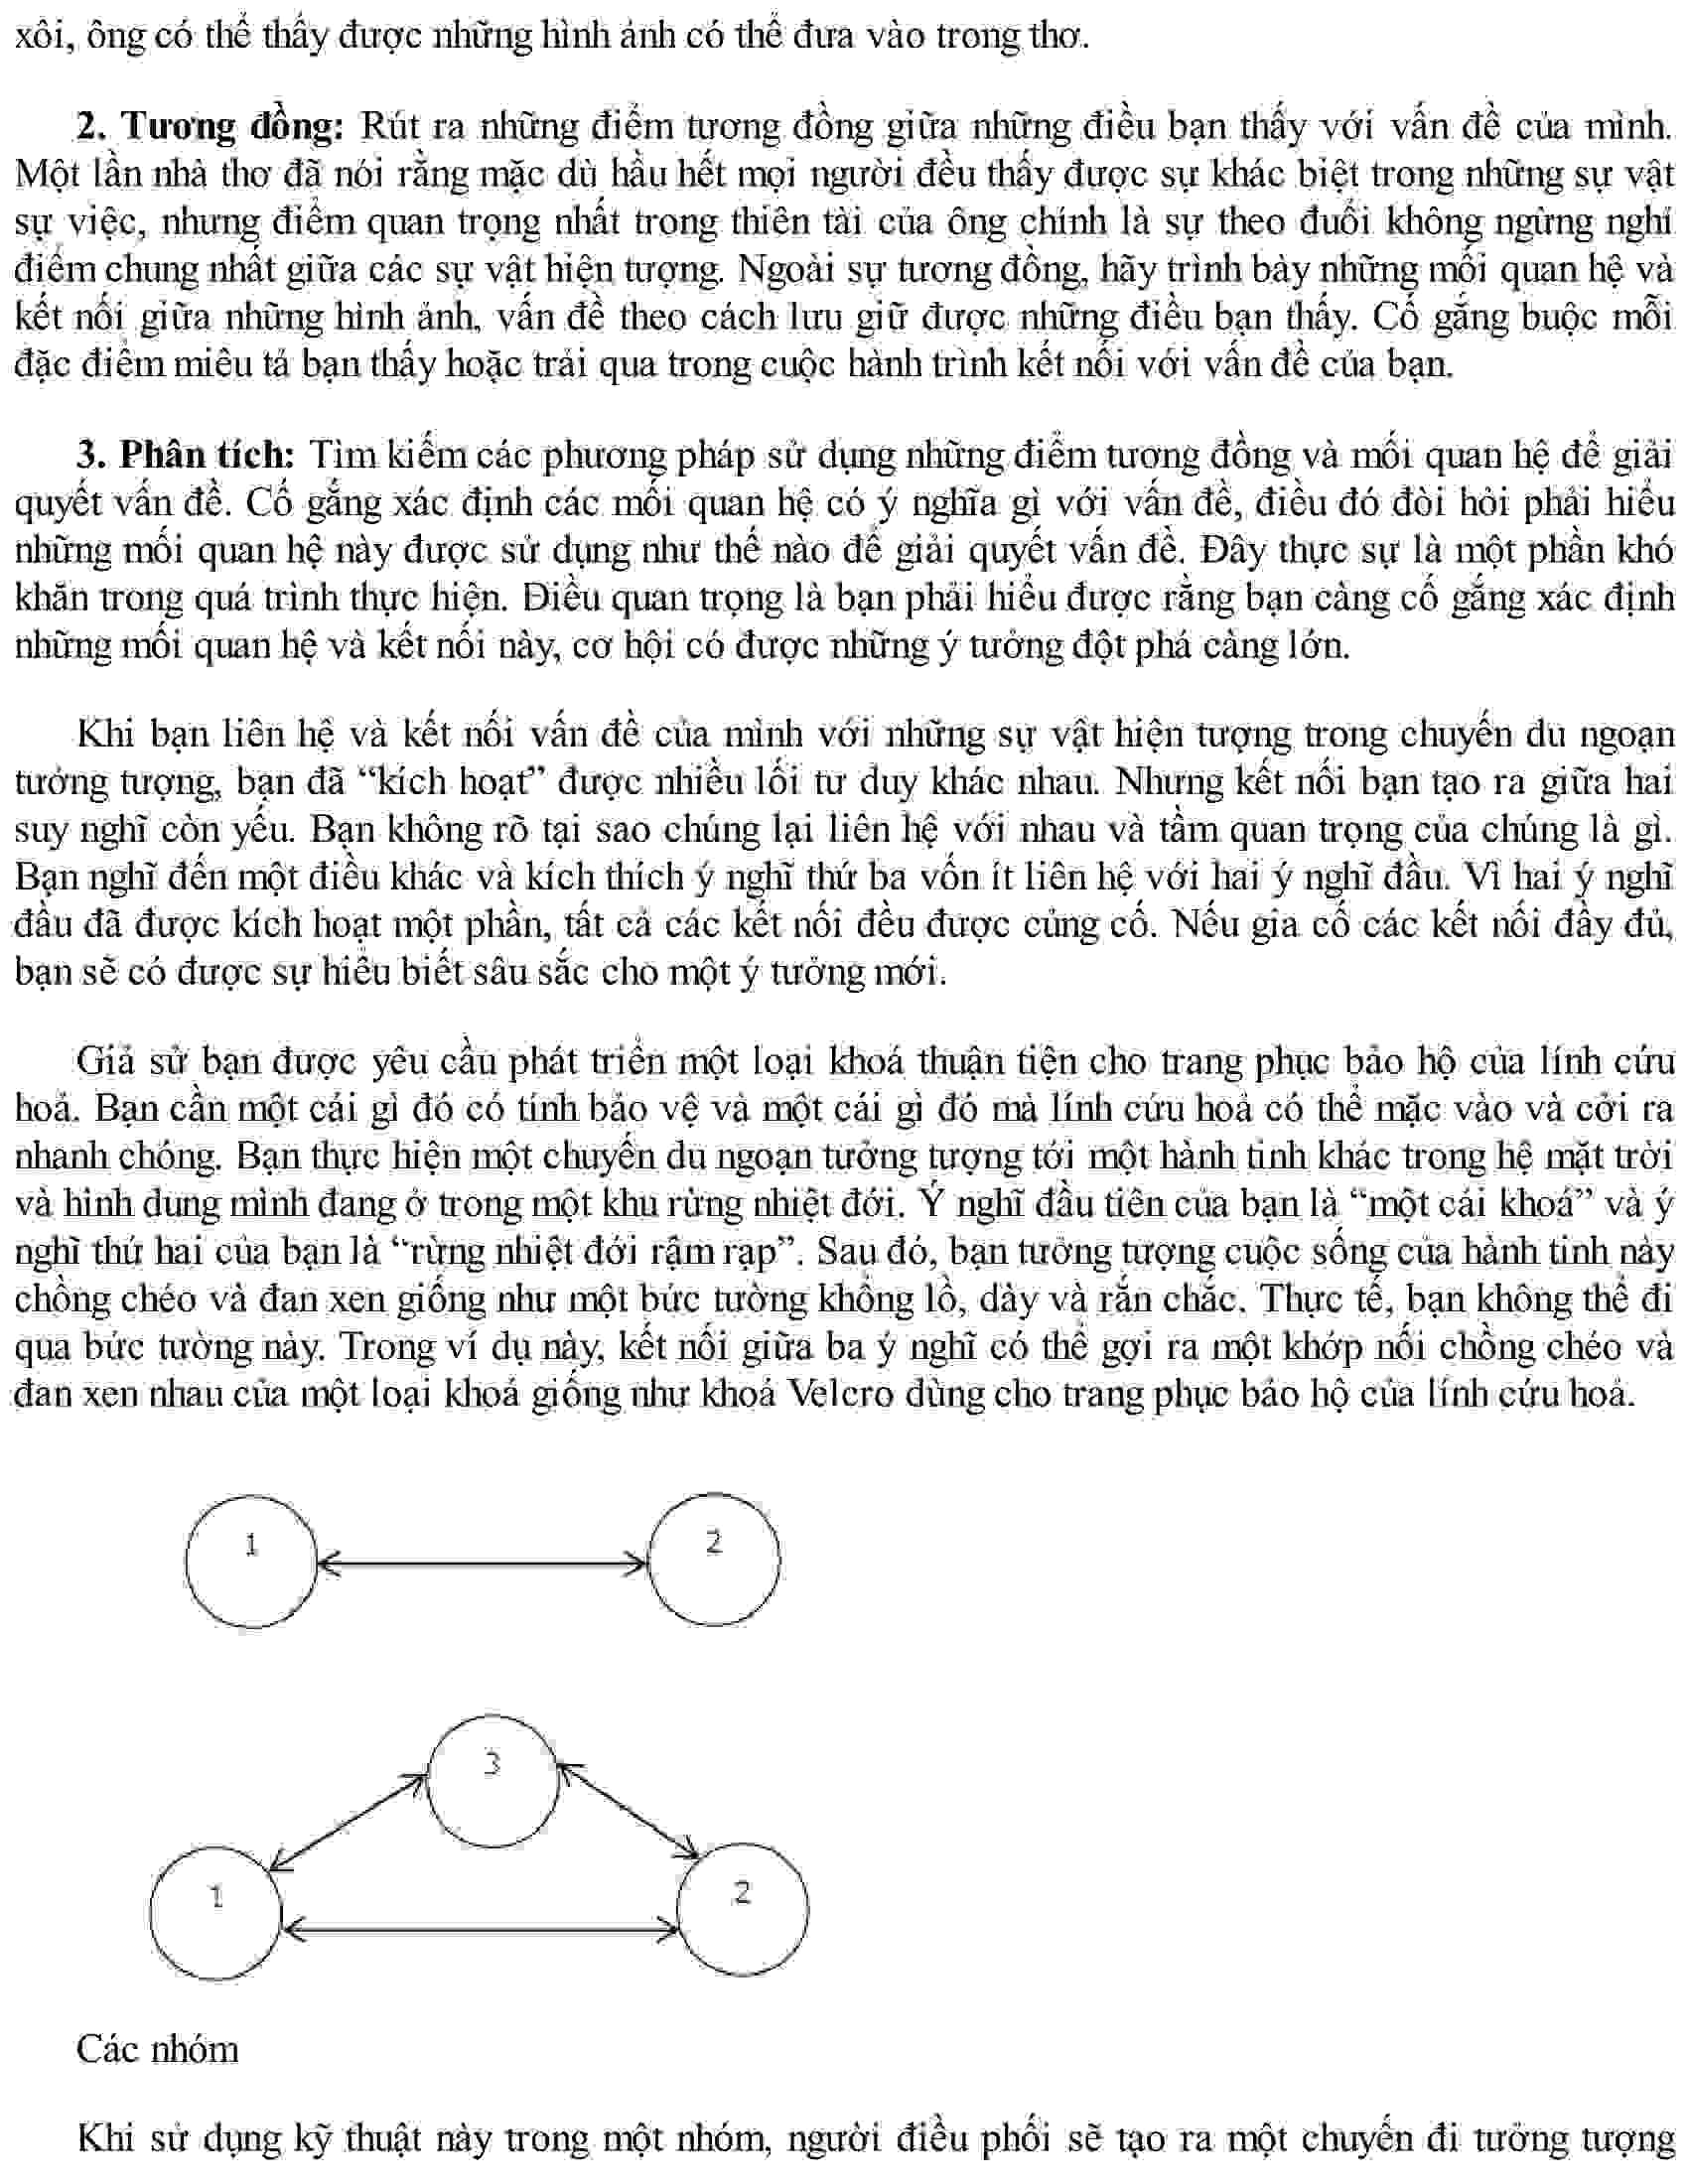 xôi, ông có thể thấy được những hình ảnh có thể đưa vào trong thơ.
2. Tương đồng: Rút ra những điểm tương đồng giữa những điều bạn thấy với vấn đề của mình.
Một lần nhà thơ đã nói rằng mặc dù hầu hết mọi người đều thấy được sự khác biệt trong những sự vật
sự việc, nhưng điểm quan trọng nhất trong thiên tài của ông chính là sự theo đuổi không ngừng nghỉ
điểm chung nhất giữa các sự vật hiện tượng. Ngoài sự tương đồng, hãy trình bày những mối quan hệ và
kết nối giữa những hình ảnh, vấn đề theo cách lưu giữ được những điều bạn thấy. Cố gắng buộc mỗi
đặc điểm miêu tả bạn thấy hoặc trải qua trong cuộc hành trình kết nối với vấn đề của bạn.
3. Phân tích: Tìm kiếm các phương pháp sử dụng những điểm tương đồng và mối quan hệ để giải
quyết vấn đề. Cố gắng xác định các mối quan hệ có ý nghĩa gì với vấn đề, điều đó đòi hỏi phải hiểu
những mối quan hệ này được sử dụng như thế nào để giải quyết vấn đề. Đây thực sự là một phần khó
khăn trong quá trình thực hiện. Điều quan trọng là bạn phải hiểu được rằng bạn càng cố gắng xác định
những mối quan hệ và kết nối này, cơ hội có được những ý tưởng đột phá càng lớn.
Khi bạn liên hệ và kết nối vấn đề của mình với những sự vật hiện tượng trong chuyến du ngoạn
tưởng tượng, bạn đã “kích hoạt” được nhiều lối tư duy khác nhau. Nhưng kết nối bạn tạo ra giữa hai
suy nghĩ còn yếu. Bạn không rõ tại sao chúng lại liên hệ với nhau và tầm quan trọng của chúng là gì.
Bạn nghĩ đến một điều khác và kích thích ý nghĩ thứ ba vốn ít liên hệ với hai ý nghĩ đầu. Vì hai ý nghĩ
đầu đã được kích hoạt một phần, tất cả các kết nối đều được củng cố. Nếu gia cố các kết nối đầy đủ,
bạn sẽ có được sự hiểu biết sâu sắc cho một ý tưởng mới.
Giả sử bạn được yêu cầu phát triển một loại khoá thuận tiện cho trang phục bảo hộ của lính cứu
hoả. Bạn cần một cái gì đó có tính bảo vệ và một cái gì đó mà lính cứu hoả có thể mặc vào và cởi ra
nhanh chóng. Bạn thực hiện một chuyến du ngoạn tưởng tượng tới một hành tinh khác trong hệ mặt trời
và hình dung mình đang ở trong một khu rừng nhiệt đới. Ý nghĩ đầu tiên của bạn là “một cái khoá” và ý
nghĩ thứ hai của bạn là “rừng nhiệt đới rậm rạp”. Sau đó, bạn tưởng tượng cuộc sống của hành tinh này
chồng chéo và đan xen giống như một bức tường khổng lồ, dày và rắn chắc. Thực tế, bạn không thể đi
qua bức tường này. Trong ví dụ này, kết nối giữa ba ý nghĩ có thể gợi ra một khớp nối chồng chéo và
đan xen nhau của một loại khoá giống như khoá Velcro dùng cho trang phục bảo hộ của lính cứu hoả.
1 2
3
1 2
Các nhóm
Khi sử dụng kỹ thuật này trong một nhóm, người điều phối sẽ tạo ra một chuyến đi tưởng tượng